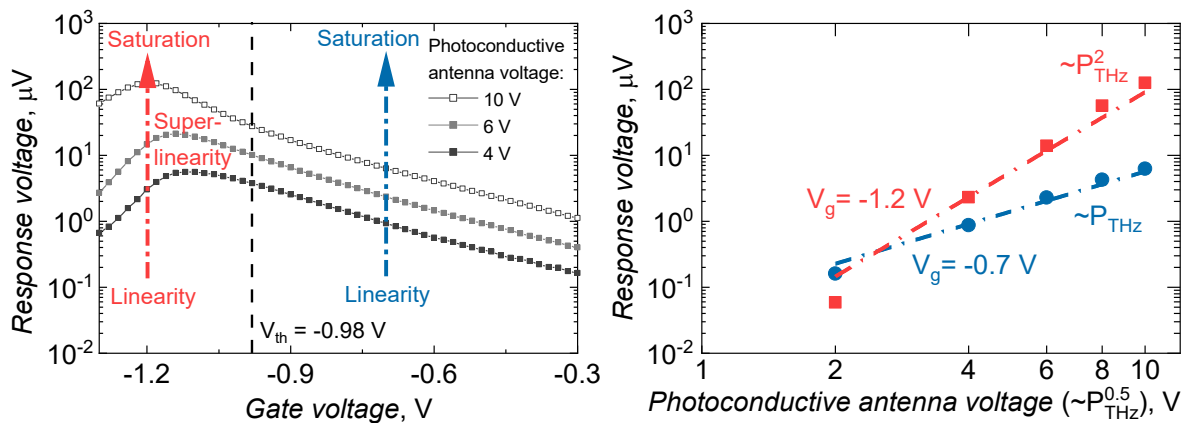 Response voltage, μV
10³
10²
10¹
10⁰
10⁻¹
10⁻²
Saturation
Super-
linearity
Linearity
Saturation
Linearity
Photoconductive
antenna voltage:
10 V
6 V
4 V
V_th = -0.98 V
-1.2 -0.9 -0.6 -0.3
Gate voltage, V
Response voltage, μV
10³
10²
10¹
10⁰
10⁻¹
10⁻²
~P²_THz
V_g= -1.2 V
~P_THz
V_g= -0.7 V
1 2 4 6 8 10
Photoconductive antenna voltage (~P^0.5_THz), V